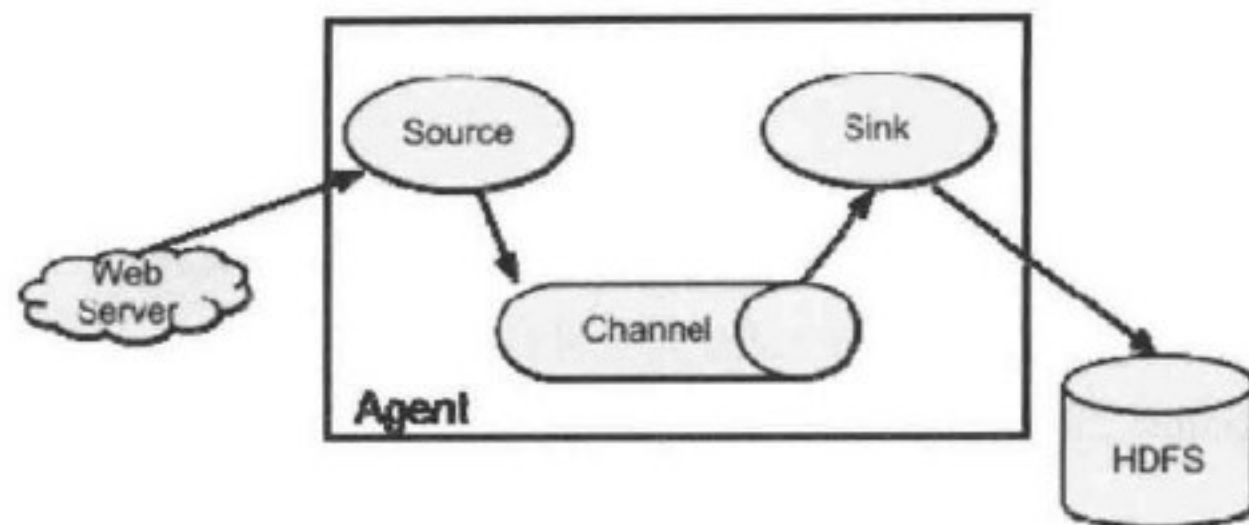 Source
Sink
Web
Server
Channel
Agent
HDFS